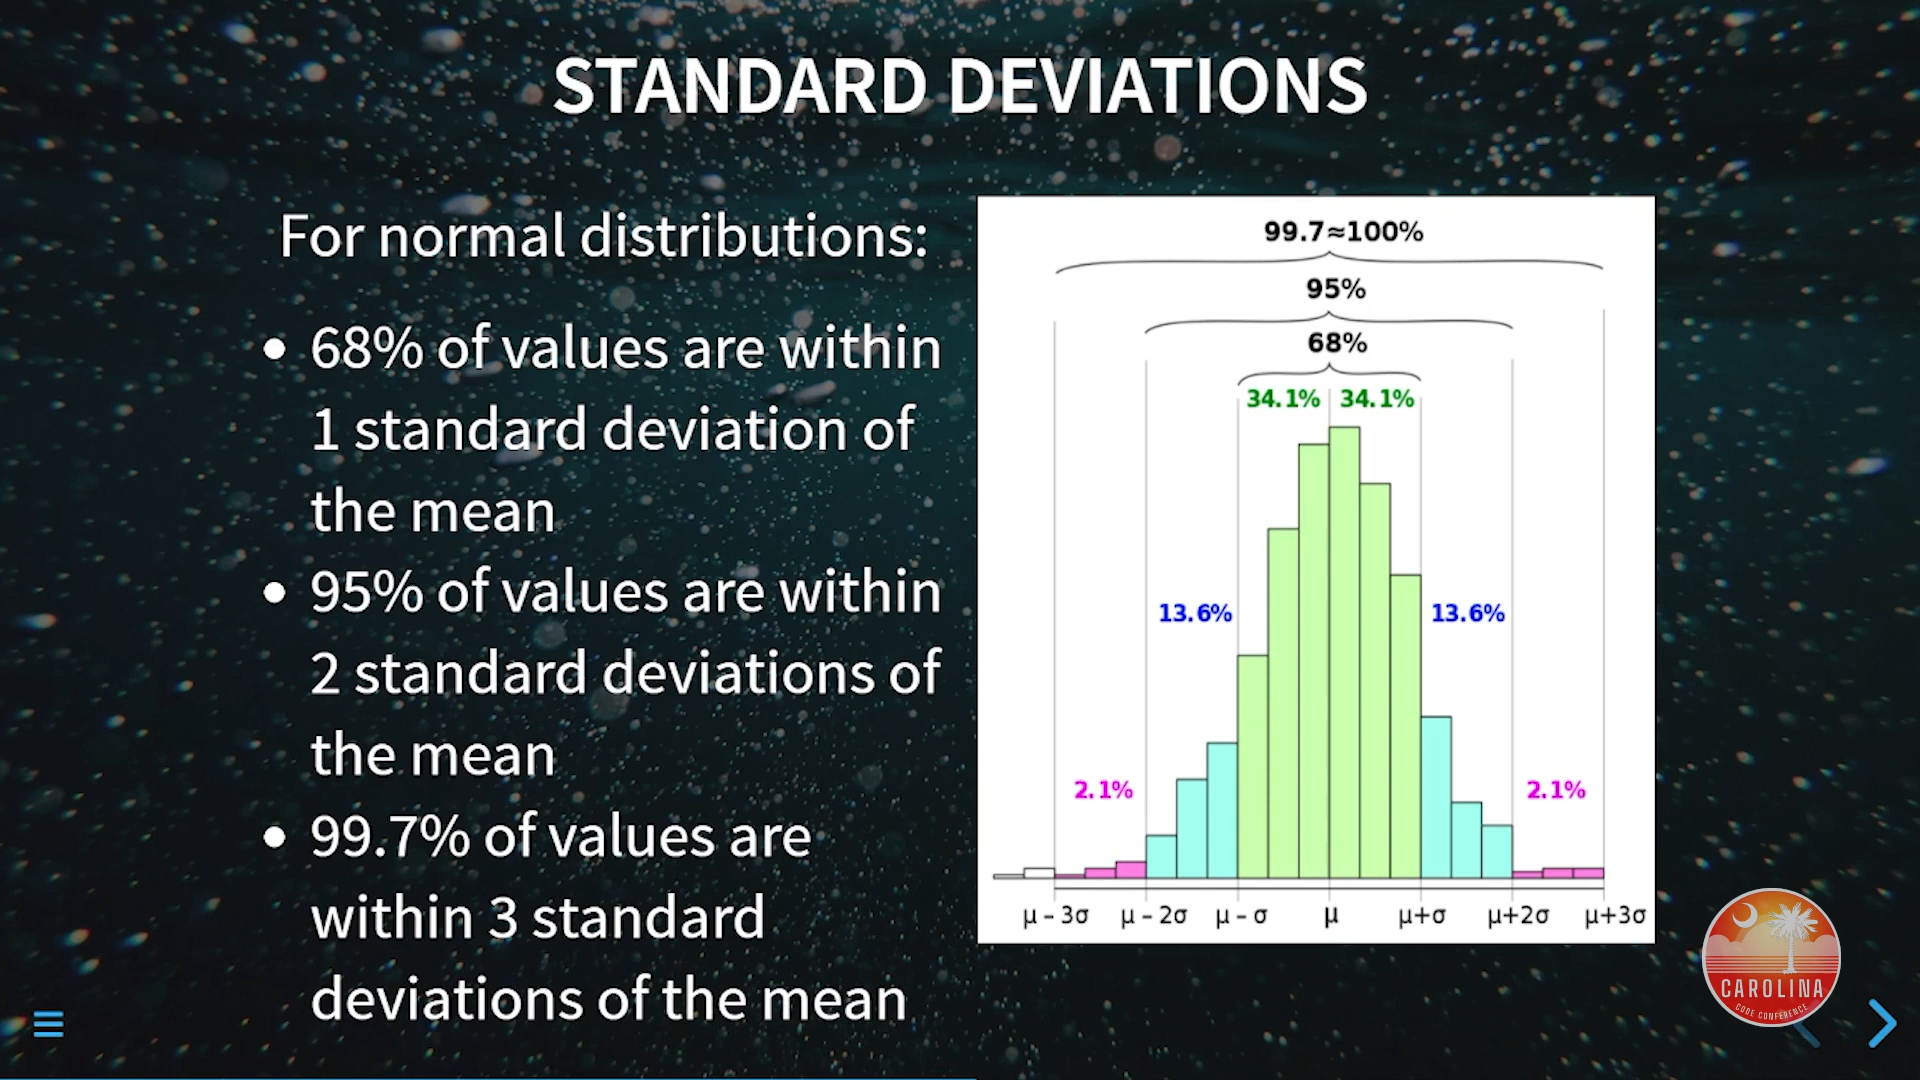 STANDARD DEVIATIONS
For normal distributions:
• 68% of values are within
1 standard deviation of
the mean
• 95% of values are within
2 standard deviations of
the mean
• 99.7% of values are
within 3 standard
deviations of the mean
99.7≈100%
95%
68%
34.1% 34.1%
13.6% 13.6%
2.1% 2.1%
μ – 3σ μ – 2σ μ – σ μ μ+σ μ+2σ μ+3σ
CAROLINA
CODE CONFERENCE